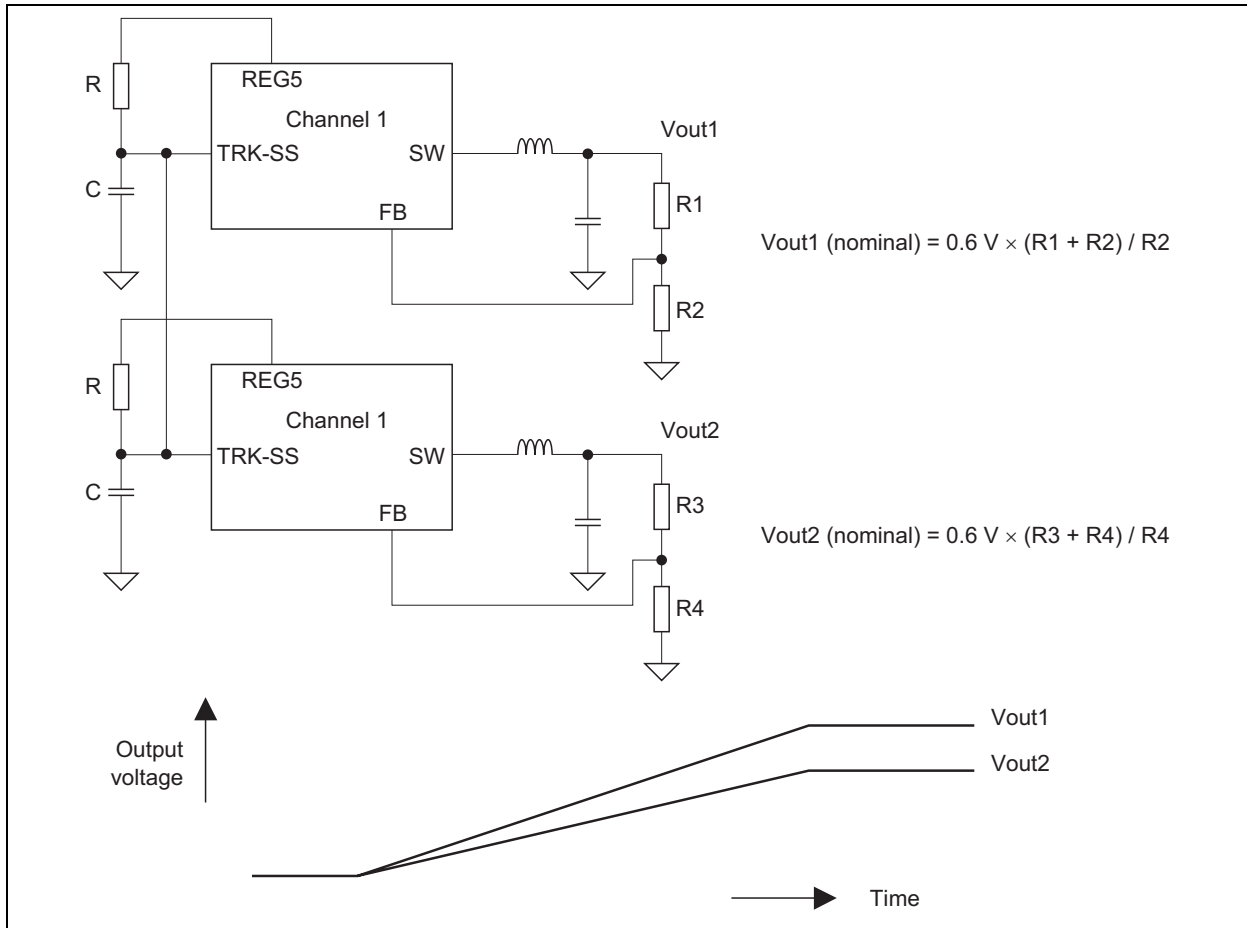 R
REG5
Channel 1
TRK-SS
SW
C
FB
Vout1
R1
R2
Vout1 (nominal) = 0.6 V × (R1 + R2) / R2
R
REG5
Channel 1
TRK-SS
SW
C
FB
Vout2
R3
R4
Vout2 (nominal) = 0.6 V × (R3 + R4) / R4
Output
voltage
Vout1
Vout2
Time